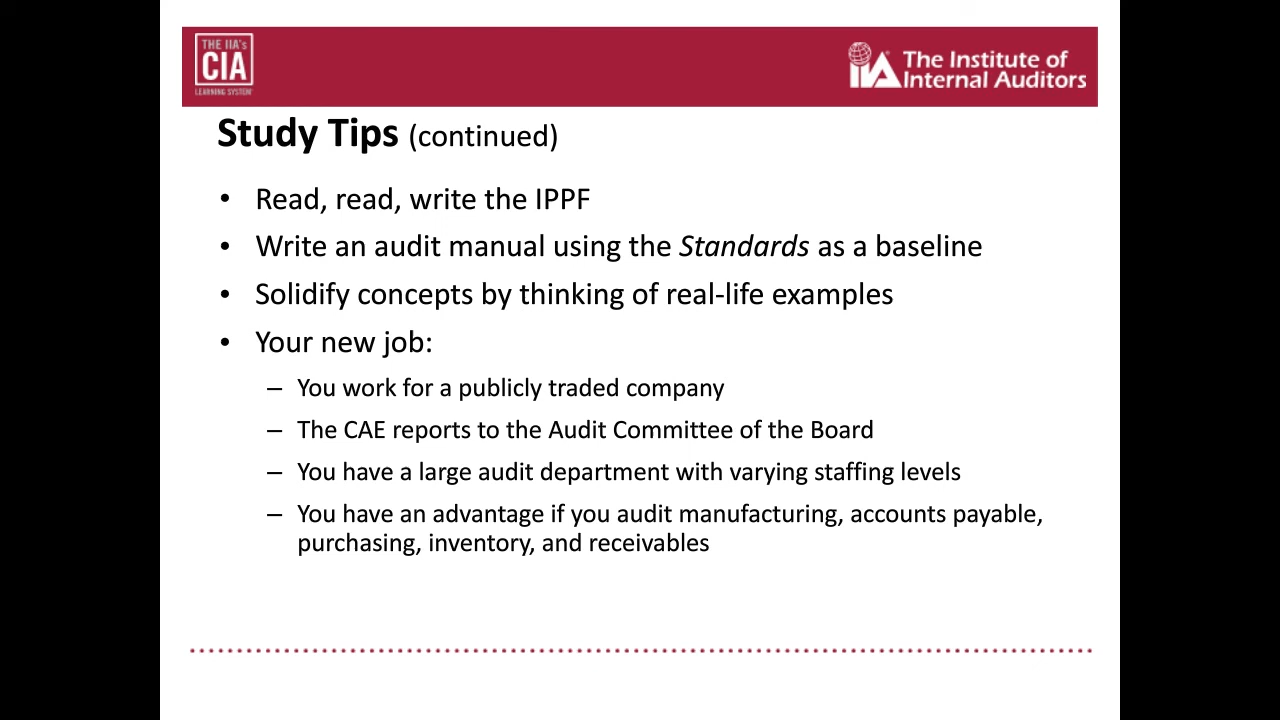 THE IIA's
CIA
LEARNING SYSTEM
IIA The Institute of
Internal Auditors
Study Tips (continued)
• Read, read, write the IPPF
• Write an audit manual using the Standards as a baseline
• Solidify concepts by thinking of real-life examples
• Your new job:
– You work for a publicly traded company
– The CAE reports to the Audit Committee of the Board
– You have a large audit department with varying staffing levels
– You have an advantage if you audit manufacturing, accounts payable,
purchasing, inventory, and receivables